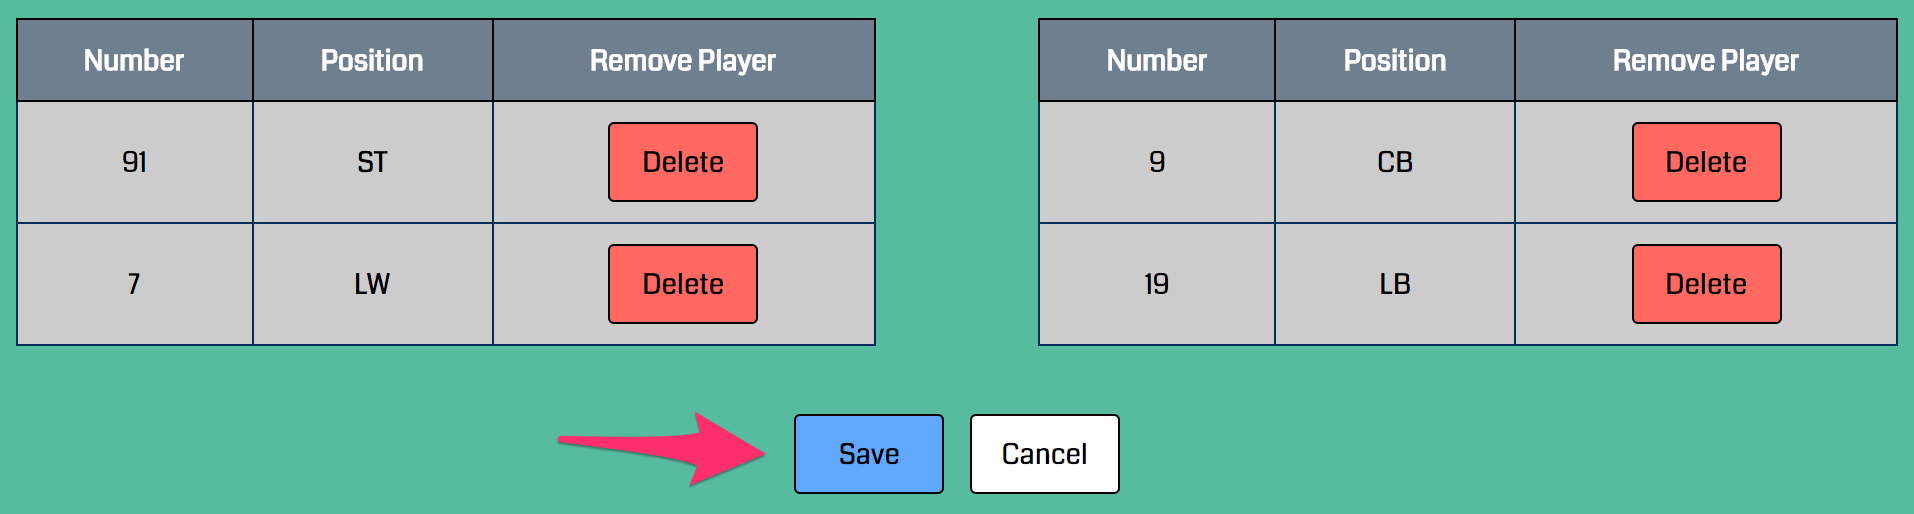 Number Position Remove Player
91 ST Delete
7 LW Delete
Number Position Remove Player
9 CB Delete
19 LB Delete
Save Cancel